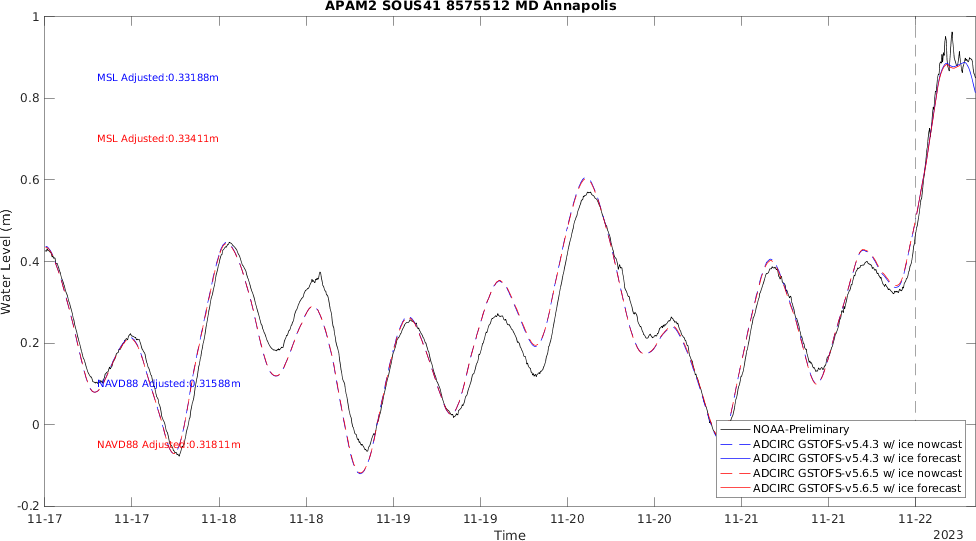 APAM2 SOUS41 8575512 MD Annapolis
1
0.8
0.6
0.4
0.2
0
-0.2
Water Level (m)
MSL Adjusted:0.33188m
MSL Adjusted:0.33411m
NAVD88 Adjusted:0.31588m
NAVD88 Adjusted:0.31811m
NOAA-Preliminary
ADCIRC GSTOFS-v5.4.3 w/ ice nowcast
ADCIRC GSTOFS-v5.4.3 w/ ice forecast
ADCIRC GSTOFS-v5.6.5 w/ ice nowcast
ADCIRC GSTOFS-v5.6.5 w/ ice forecast
11-17 11-17 11-18 11-18 11-19 11-19 11-20 11-20 11-21 11-21 11-22
Time
2023